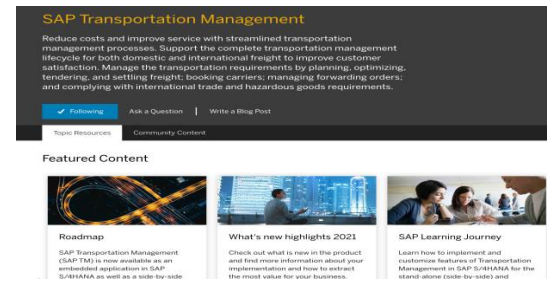 SAP Transportation Management
Reduce costs and improve service with streamlined transportation
management processes. Support the complete transportation management
lifecycle for both domestic and international freight to improve customer
satisfaction. Manage the transportation requirements by planning, optimizing,
tendering, and settling freight; booking carriers; managing forwarding orders;
and complying with international trade and hazardous goods requirements.
✓ Following Ask a Question | Write a Blog Post
Topic Resources Community Content
Featured Content
Roadmap
SAP Transportation Management
(SAP TM) is now available as an
embedded application in SAP
S/4HANA as well as a side-by-side
What's new highlights 2021
Check out what is new in the product
and find more information about your
implementation and how to extract
the most value for your business.
SAP Learning Journey
Learn how to implement and
customize features of Transportation
Management in SAP S/4HANA for the
stand-alone (side-by-side) and